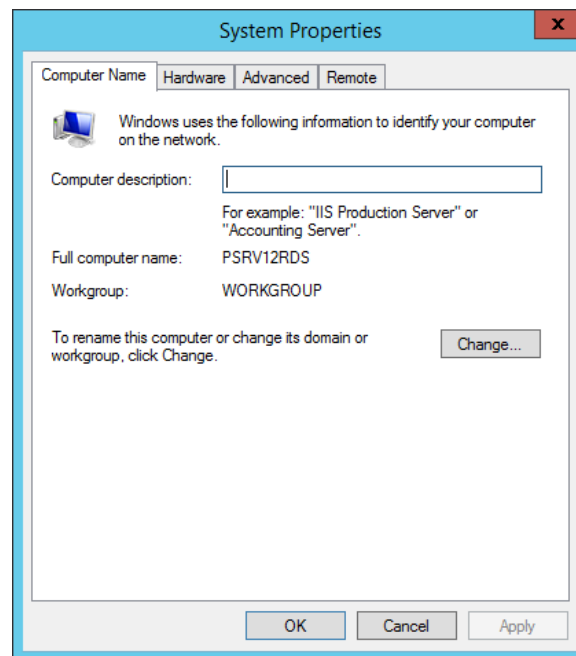 System Properties
x
Computer Name Hardware Advanced Remote
Windows uses the following information to identify your computer
on the network.
Computer description:
For example: "IIS Production Server" or
"Accounting Server".
Full computer name: PSRV12RDS
Workgroup: WORKGROUP
To rename this computer or change its domain or
workgroup, click Change.
Change...
OK Cancel Apply